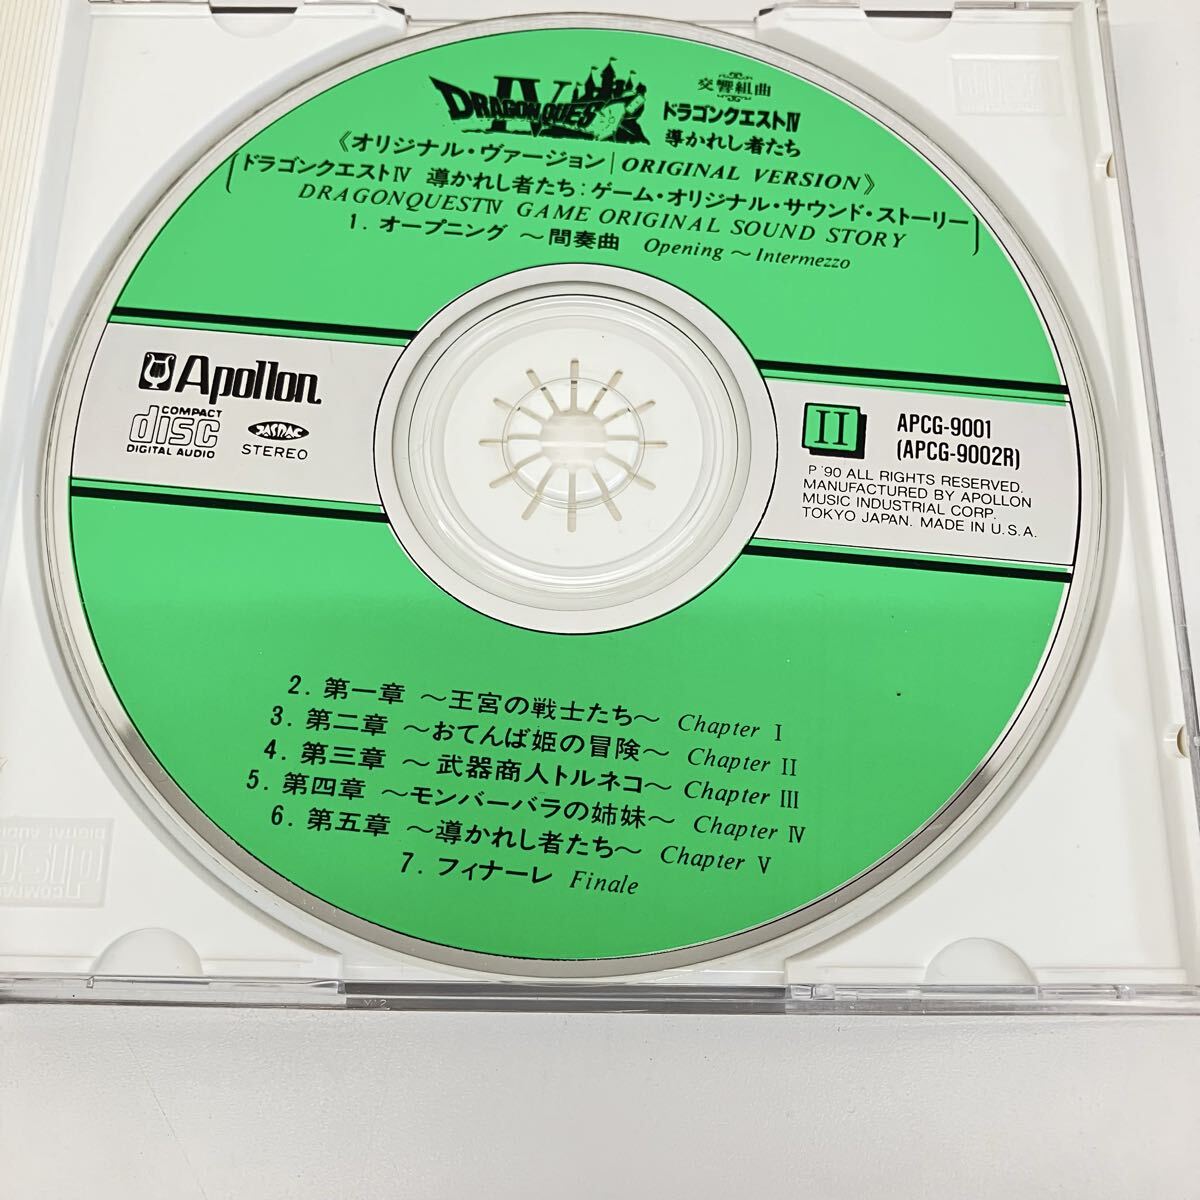 DRAGON QUEST
IV
交響組曲
ドラゴンクエストⅣ
導かれし者たち
《オリジナル・ヴァージョン | ORIGINAL VERSION》
ドラゴンクエストⅣ 導かれし者たち:ゲーム・オリジナル・サウンド・ストーリー
DRAGONQUESTⅣ GAME ORIGINAL SOUND STORY
1. オープニング 〜間奏曲 Opening 〜 Intermezzo
Apollon
COMPACT
disc
DIGITAL AUDIO
JASRAC
STEREO
II
APCG-9001
(APCG-9002R)
P '90 ALL RIGHTS RESERVED.
MANUFACTURED BY APOLLON
MUSIC INDUSTRIAL CORP.
TOKYO JAPAN. MADE IN U.S.A.
2. 第一章 〜王宮の戦士たち〜 Chapter Ⅰ
3. 第二章 〜おてんば姫の冒険〜 Chapter Ⅱ
4. 第三章 〜武器商人トルネコ〜 Chapter Ⅲ
5. 第四章 〜モンバーバラの姉妹〜 Chapter Ⅳ
6. 第五章 〜導かれし者たち〜 Chapter Ⅴ
7. フィナーレ Finale